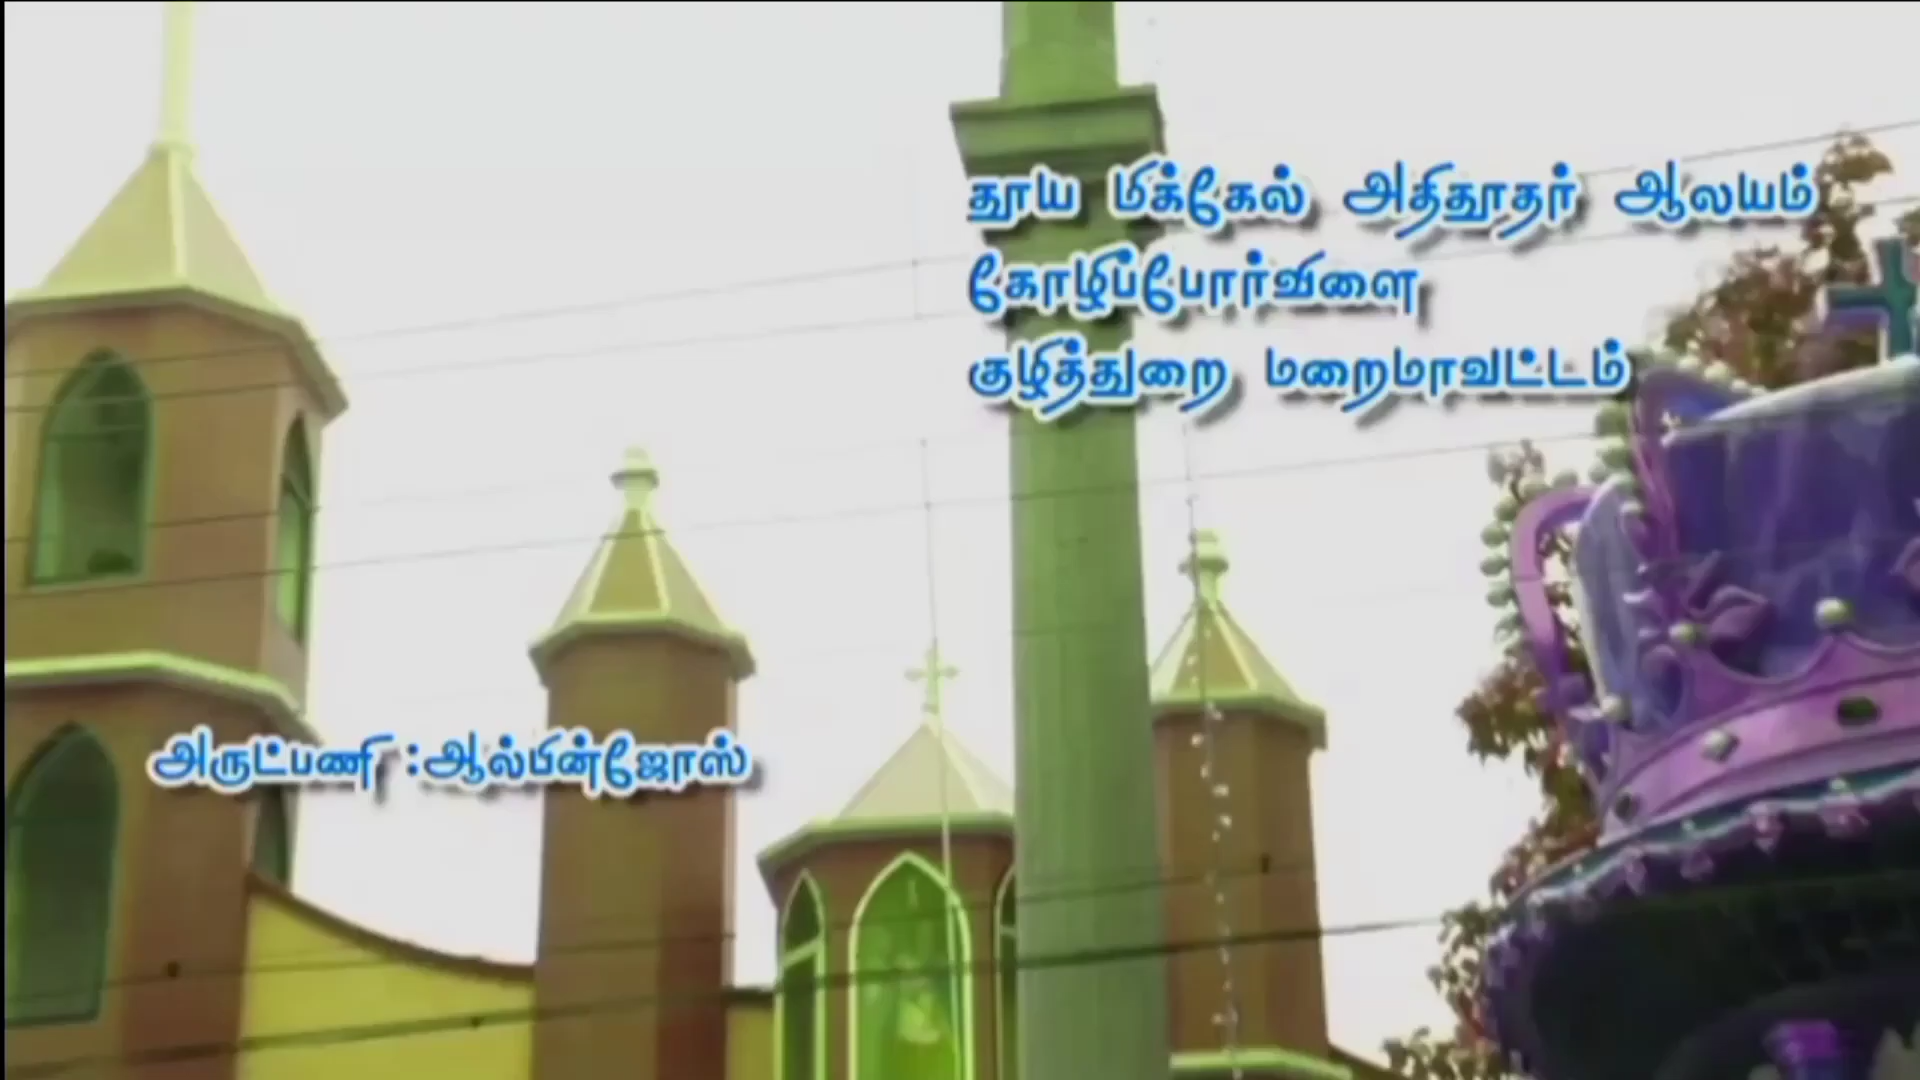 தூய மிக்கேல் அதிதூதர் ஆலயம்
கோழிப்போர்விளை
குழித்துறை மறைமாவட்டம்
அருட்பணி :ஆல்பின்ஜோஸ்